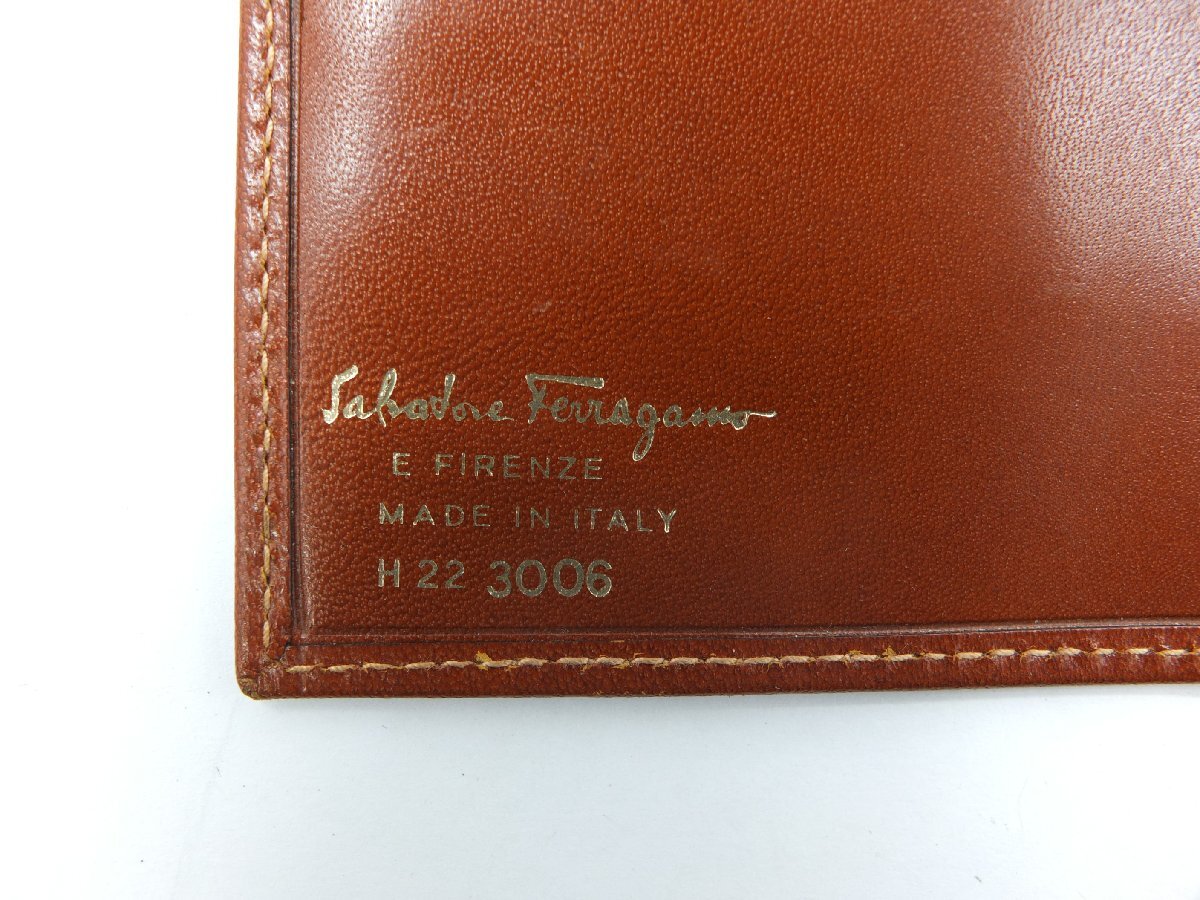 Salvatore Ferragamo
E FIRENZE
MADE IN ITALY
H 22 3006